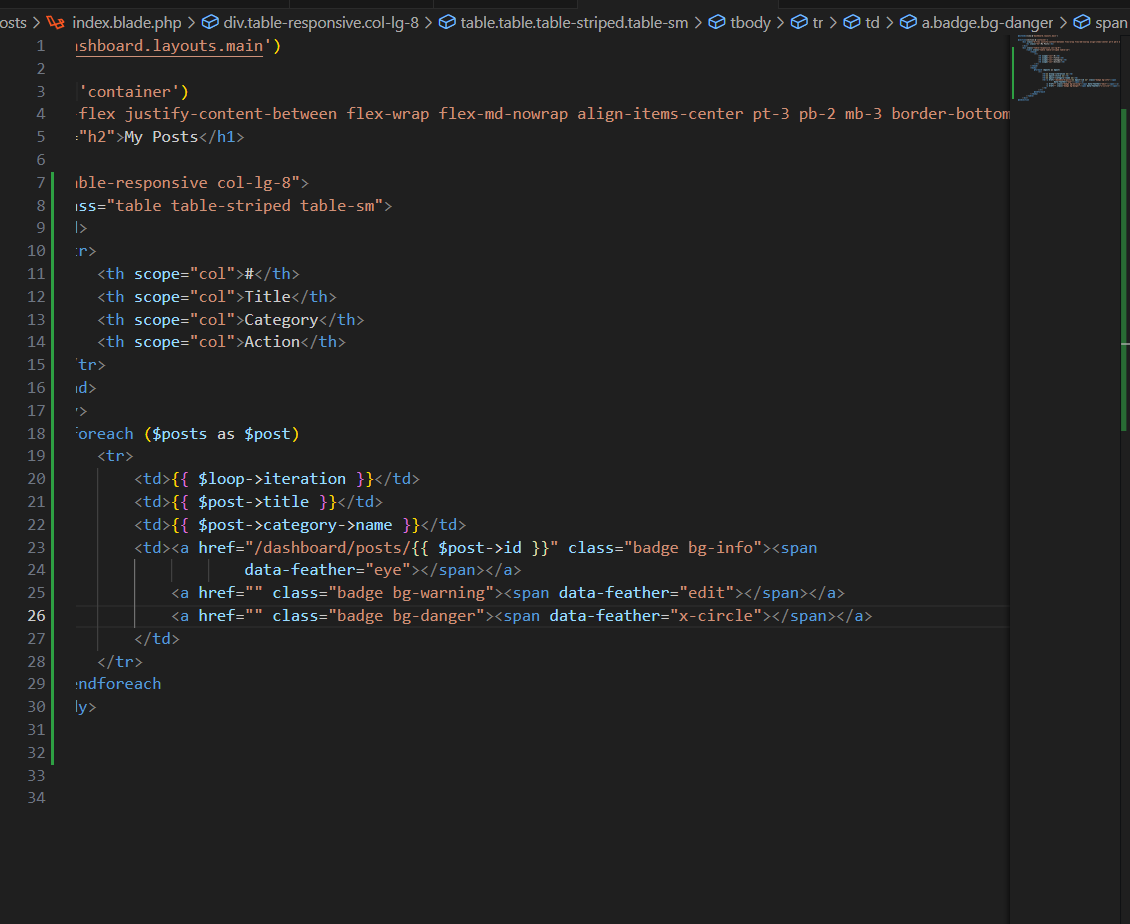 osts > index.blade.php > div.table-responsive.col-lg-8 > table.table.table-striped.table-sm > tbody > tr > td > a.badge.bg-danger > span
1 ashboard.layouts.main')
2
3 'container')
4 flex justify-content-between flex-wrap flex-md-nowrap align-items-center pt-3 pb-2 mb-3 border-bottom
5 ="h2">My Posts</h1>
6
7 able-responsive col-lg-8">
8 ass="table table-striped table-sm">
9 d>
10 tr>
11 <th scope="col">#</th>
12 <th scope="col">Title</th>
13 <th scope="col">Category</th>
14 <th scope="col">Action</th>
15 tr>
16 ad>
17 y>
18 foreach ($posts as $post)
19 <tr>
20 <td>{{ $loop->iteration }}</td>
21 <td>{{ $post->title }}</td>
22 <td>{{ $post->category->name }}</td>
23 <td><a href="/dashboard/posts/{{ $post->id }}" class="badge bg-info"><span
24 data-feather="eye"></span></a>
25 <a href="" class="badge bg-warning"><span data-feather="edit"></span></a>
26 <a href="" class="badge bg-danger"><span data-feather="x-circle"></span></a>
27 </td>
28 </tr>
29 endforeach
30 dy>
31
32
33
34